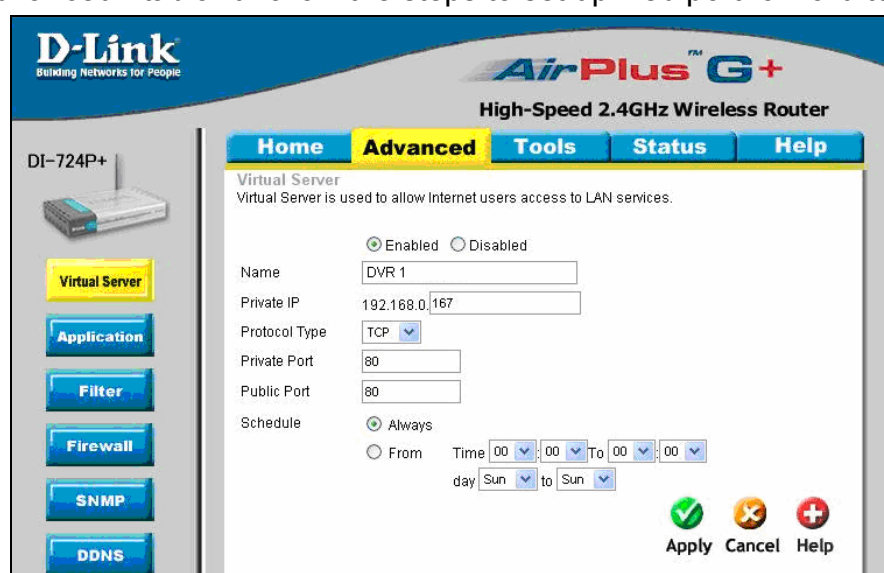 D-Link
Building Networks for People
AirPlus™ G+
High-Speed 2.4GHz Wireless Router
DI-724P+
Home Advanced Tools Status Help
Virtual Server
Virtual Server is used to allow Internet users access to LAN services.
Enabled Disabled
Name DVR 1
Private IP 192.168.0. 167
Protocol Type TCP
Private Port 80
Public Port 80
Schedule Always
From Time 00 : 00 To 00 : 00
day Sun to Sun
Apply Cancel Help
Virtual Server
Application
Filter
Firewall
SNMP
DDNS